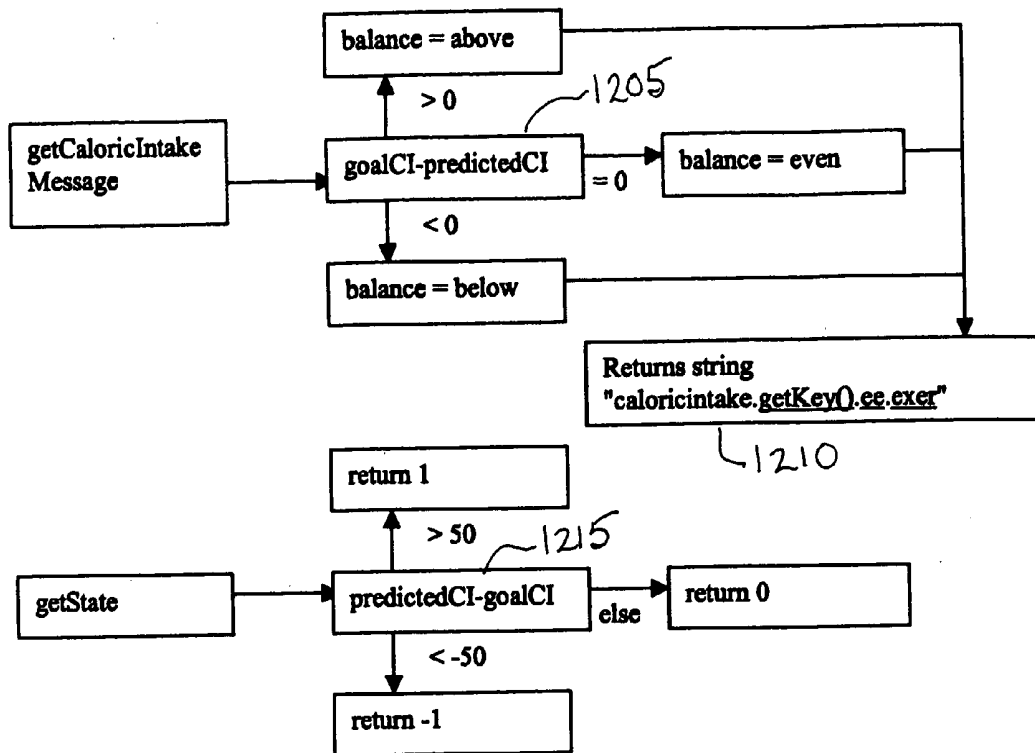 balance = above
> 0
1205
getCaloricIntake
Message
goalCI-predictedCI
= 0
balance = even
< 0
balance = below
Returns string
"caloricintake.getKey().ee.exer"
1210
return 1
> 50
1215
getState
predictedCI-goalCI
else
return 0
< -50
return -1